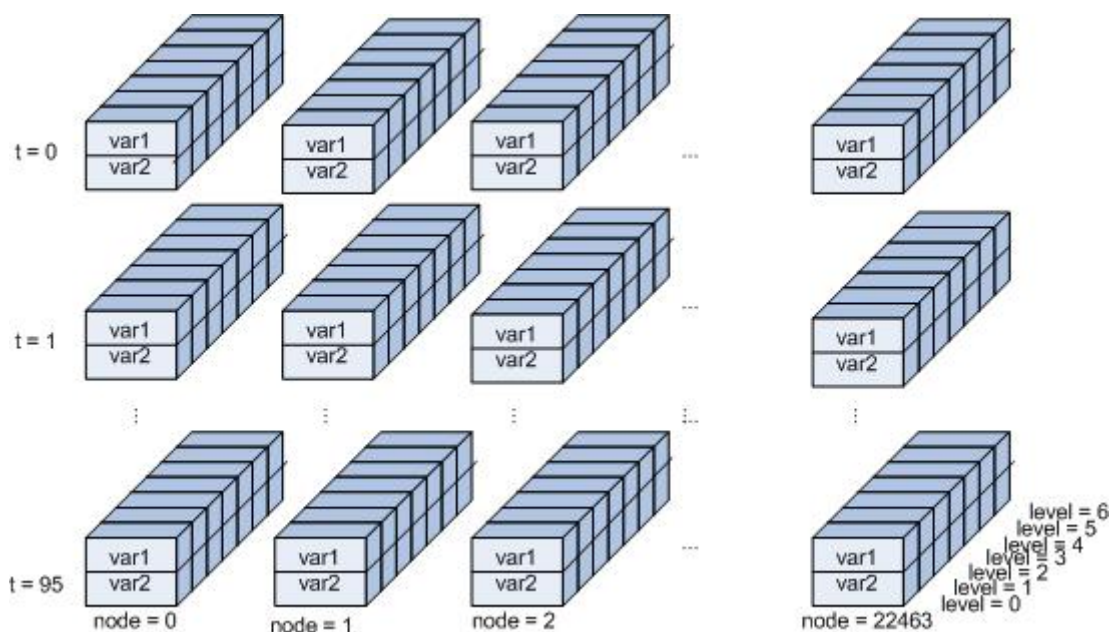 t = 0
var1
var2
var1
var2
var1
var2
...
var1
var2
t = 1
var1
var2
var1
var2
var1
var2
...
var1
var2
...
...
...
...
...
...
t = 95
var1
var2
var1
var2
var1
var2
...
var1
var2
level = 6
level = 5
level = 4
level = 3
level = 2
level = 1
level = 0
node = 0
node = 1
node = 2
node = 22463